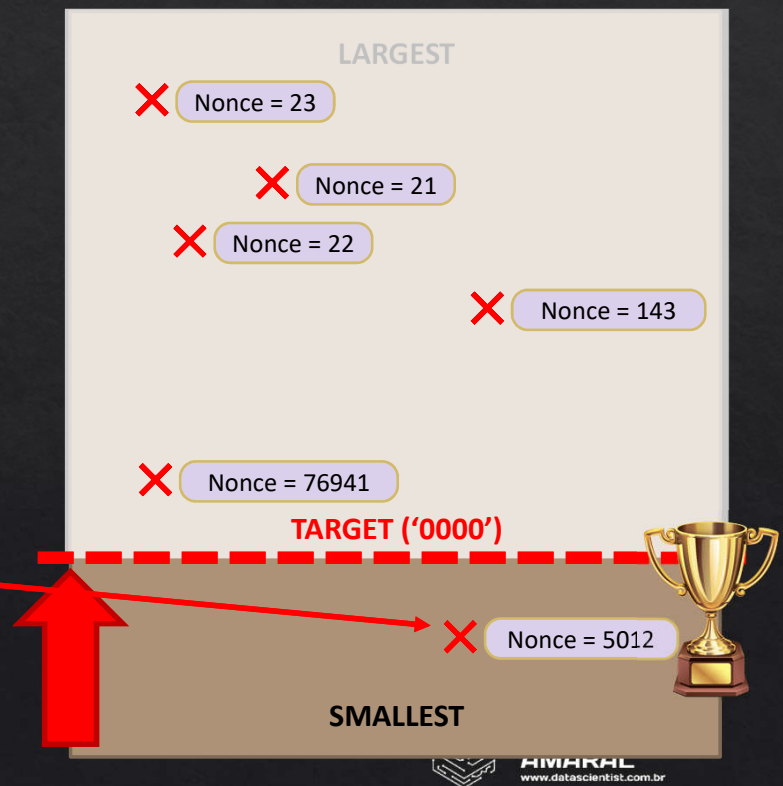 LARGEST
Nonce = 23
Nonce = 21
Nonce = 22
Nonce = 143
Nonce = 76941
TARGET (‘0000’)
Nonce = 5012
SMALLEST
AMARAL
www.datascientist.com.br